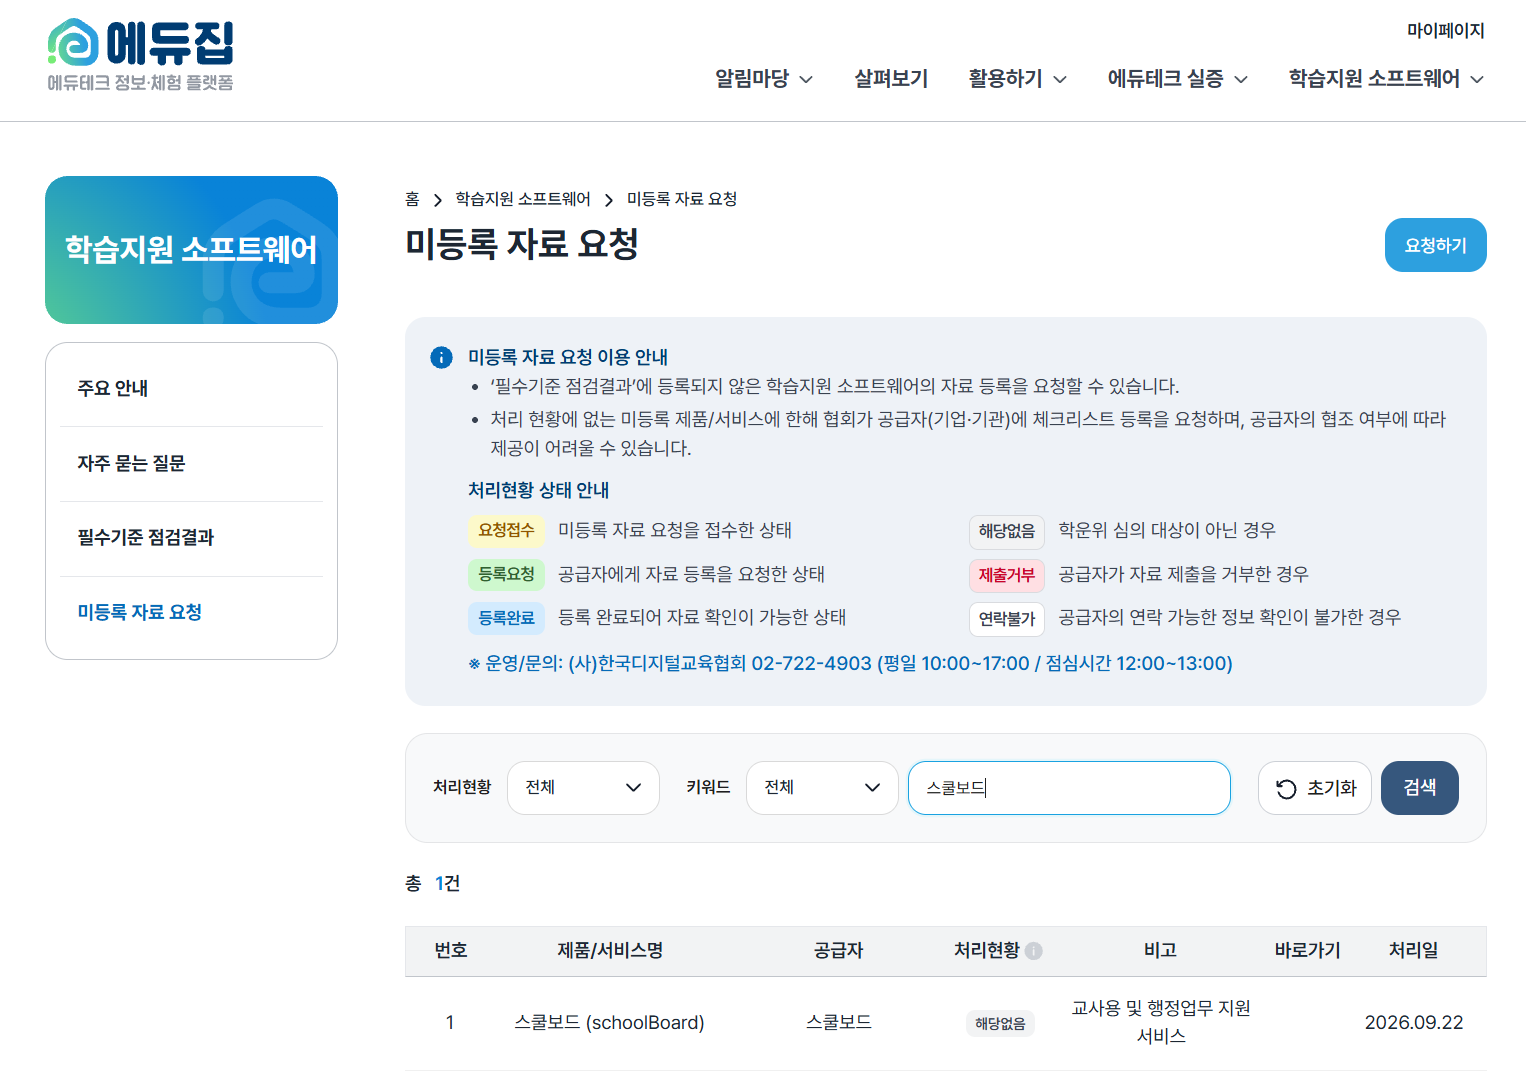 에듀집
에듀테크 정보·체험 플랫폼
마이페이지
알림마당 살펴보기 활용하기 에듀테크 실증 학습지원 소프트웨어
학습지원 소프트웨어
주요 안내
자주 묻는 질문
필수기준 점검결과
미등록 자료 요청
홈 > 학습지원 소프트웨어 > 미등록 자료 요청
미등록 자료 요청
요청하기
미등록 자료 요청 이용 안내
• ‘필수기준 점검결과’에 등록되지 않은 학습지원 소프트웨어의 자료 등록을 요청할 수 있습니다.
• 처리 현황에 없는 미등록 제품/서비스에 한해 협회가 공급자(기업·기관)에 체크리스트 등록을 요청하며, 공급자의 협조 여부에 따라
제공이 어려울 수 있습니다.
처리현황 상태 안내
요청접수 미등록 자료 요청을 접수한 상태 해당없음 학운위 심의 대상이 아닌 경우
등록요청 공급자에게 자료 등록을 요청한 상태 제출거부 공급자가 자료 제출을 거부한 경우
등록완료 등록 완료되어 자료 확인이 가능한 상태 연락불가 공급자의 연락 가능한 정보 확인이 불가한 경우
※ 운영/문의: (사)한국디지털교육협회 02-722-4903 (평일 10:00~17:00 / 점심시간 12:00~13:00)
처리현황 전체 키워드 전체 스쿨보드 초기화 검색
총 1건
번호 제품/서비스명 공급자 처리현황 비고 바로가기 처리일
1 스쿨보드 (schoolBoard) 스쿨보드 해당없음 교사용 및 행정업무 지원 2026.09.22
서비스